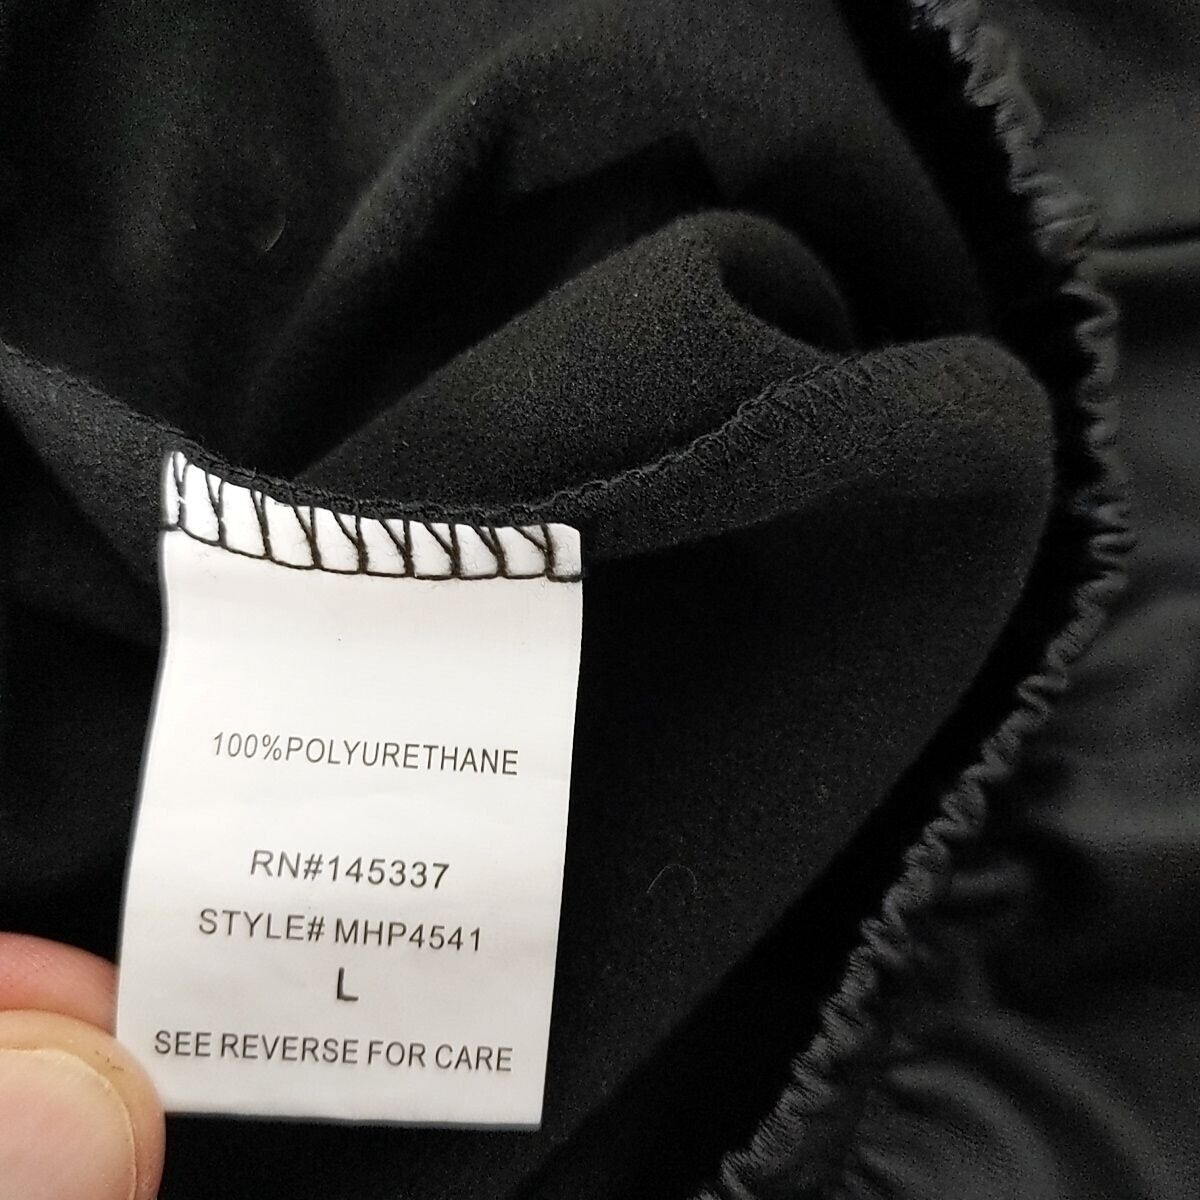 100%POLYURETHANE
RN#145337
STYLE# MHP4541
L
SEE REVERSE FOR CARE